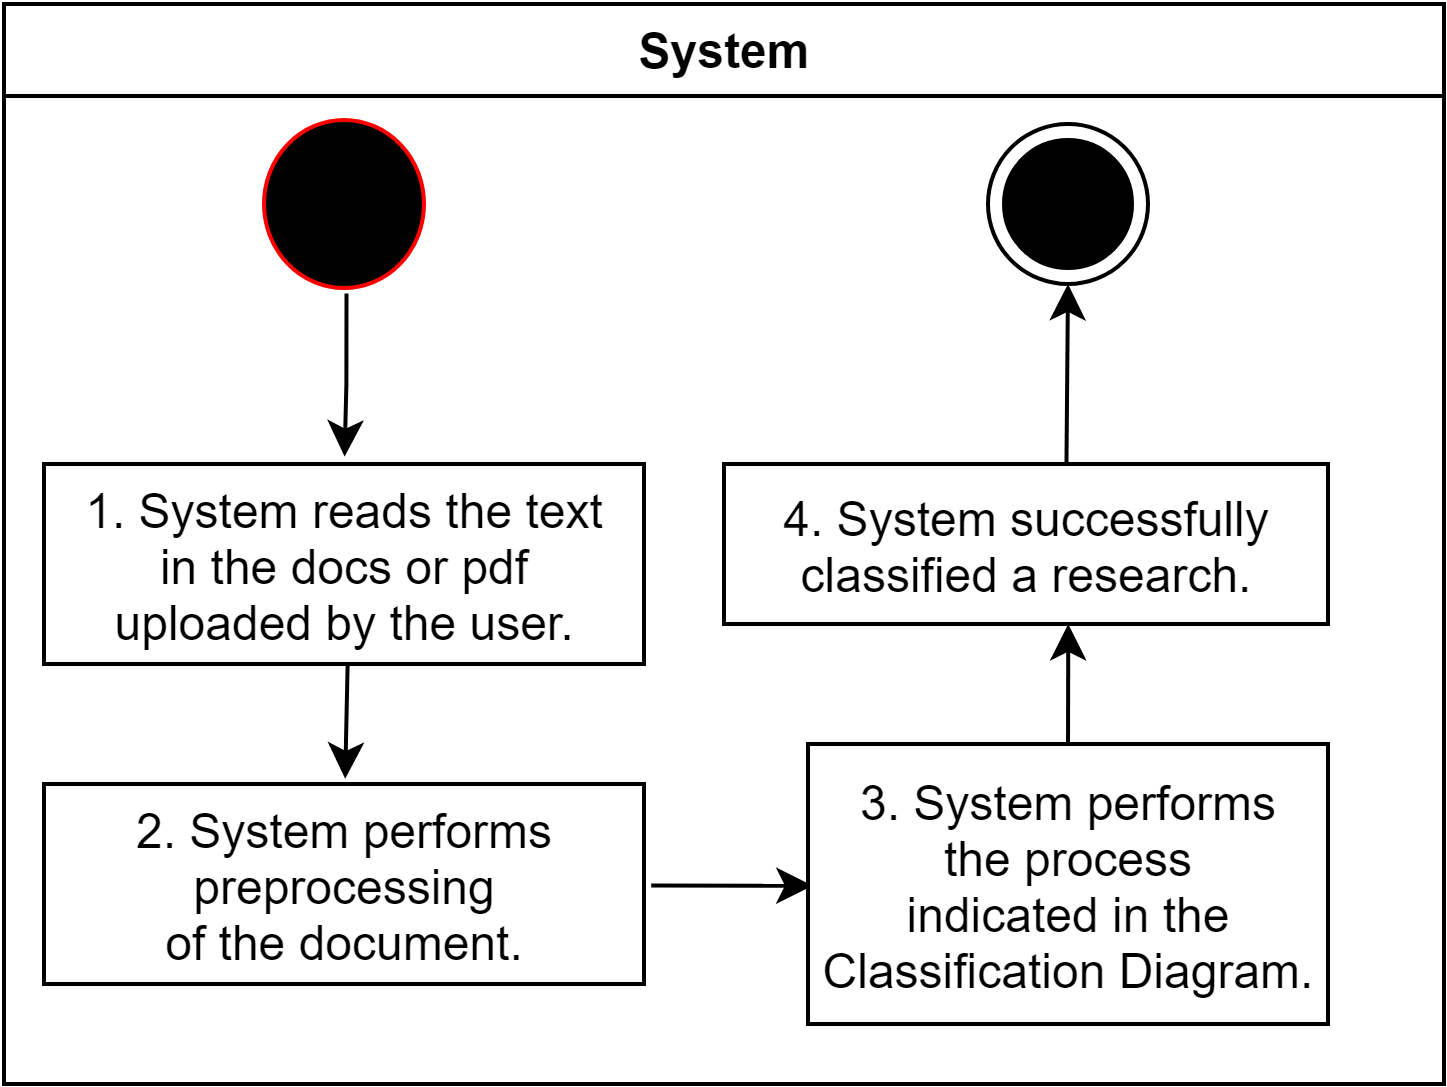 System
1. System reads the text
in the docs or pdf
uploaded by the user.
2. System performs
preprocessing
of the document.
3. System performs
the process
indicated in the
Classification Diagram.
4. System successfully
classified a research.